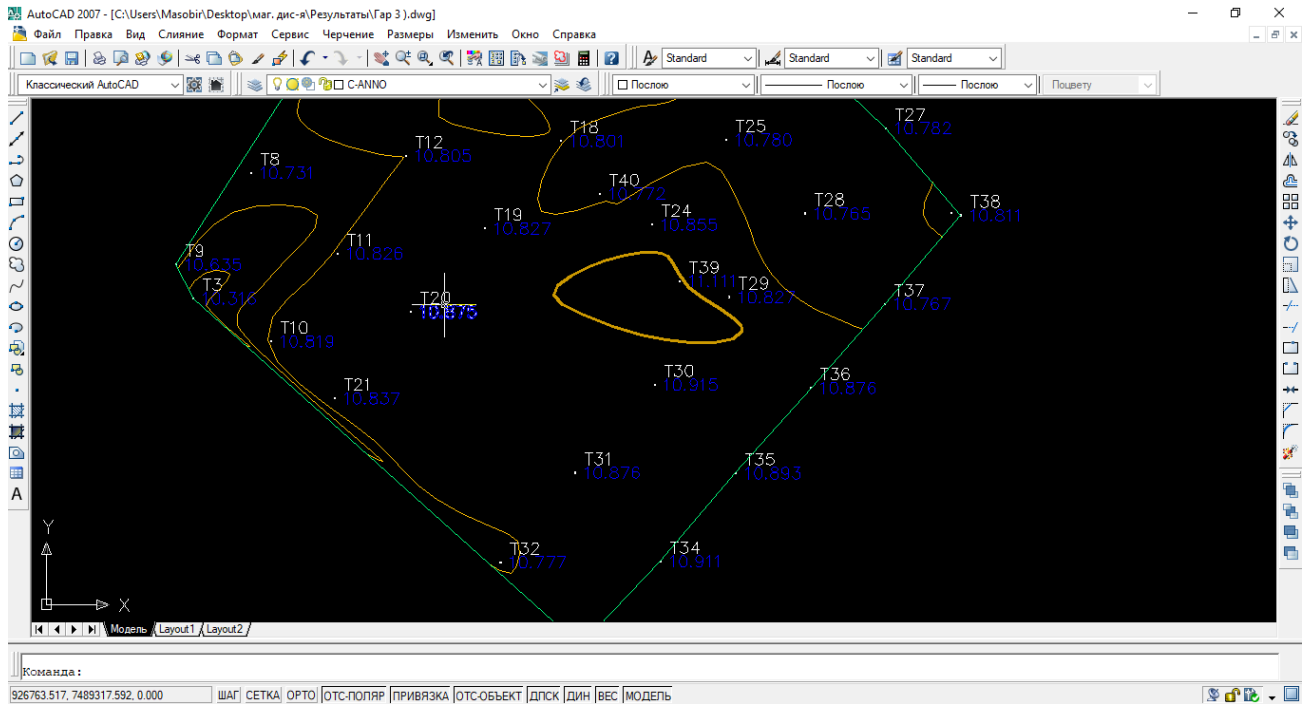 AutoCAD 2007 - [C:\Users\Masobir\Desktop\маг. дис-я\Результаты\Гар 3 ).dwg]
Файл Правка Вид Слияние Формат Сервис Черчение Размеры Изменить Окно Справка
Standard Standard Standard
Классический AutoCAD C-ANNO Послою Послою Послою Поцвету
T27
10.782
T18
10.801
T25
10.780
T12
10.805
T8
10.731
T40
10.772
T28
10.765
T38
10.811
T19
10.827
T24
10.855
T11
10.826
T9
10.635
T39
11.111
T3
T29
10.827
T37
10.767
T20
10.875
T10
10.819
T30
10.915
T36
10.876
T21
10.837
T31
10.876
T35
10.893
T32
10.777
T34
10.911
Y
X
A
Модель Layout1 Layout2
Команда:
926763.517, 7489317.592, 0.000 ШАГ СЕТКА ОРТО ОТС-ПОЛЯР ПРИВЯЗКА ОТС-ОБЪЕКТ ДПСК ДИН ВЕС МОДЕЛЬ